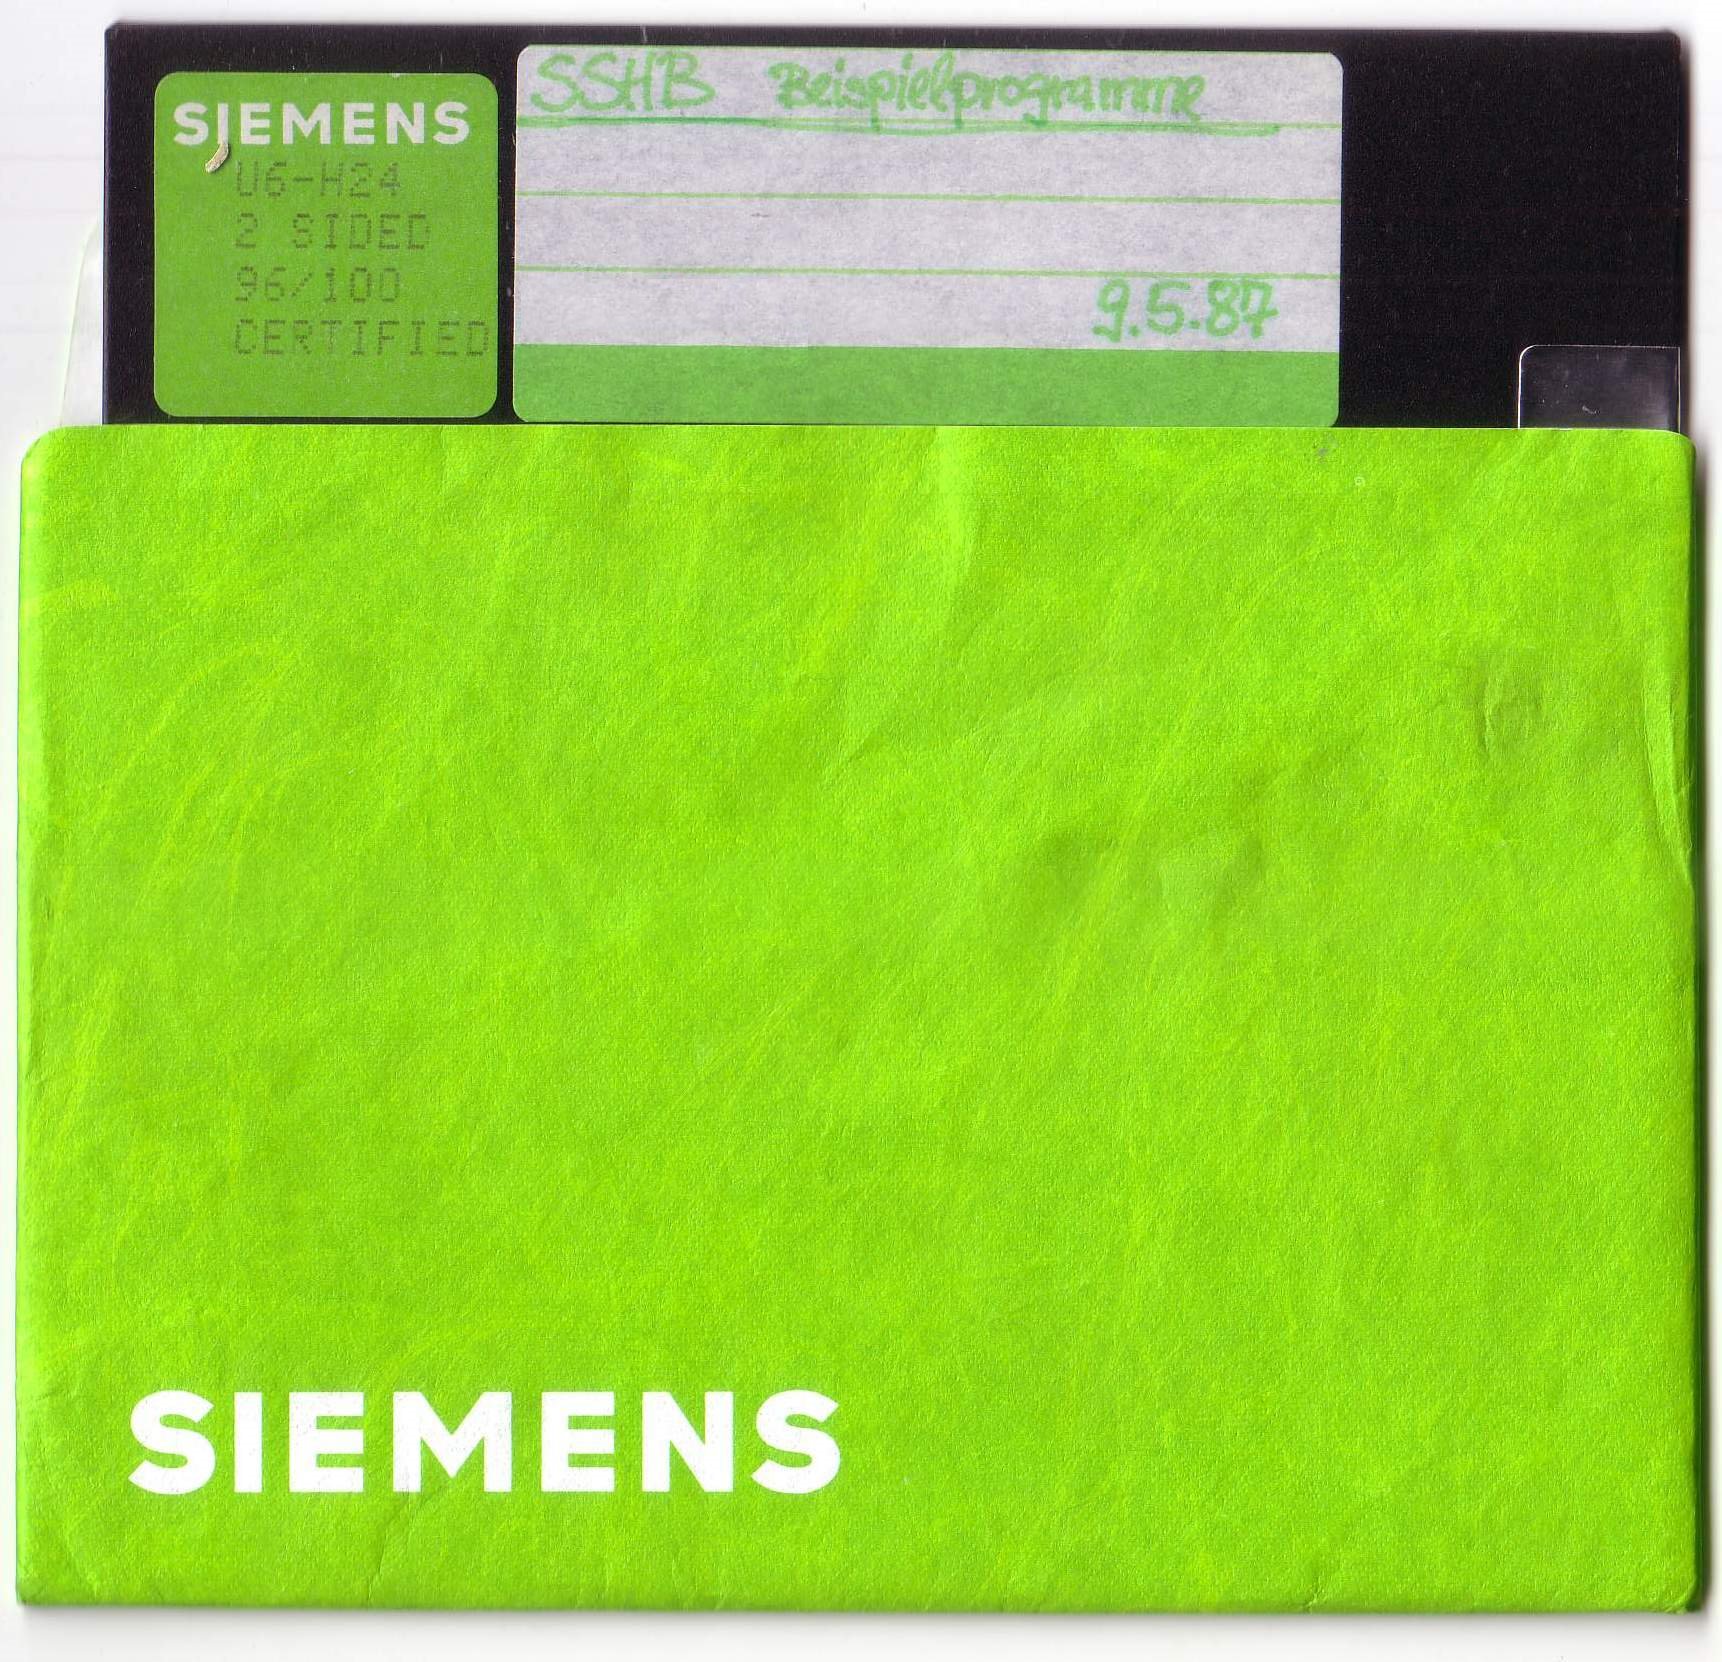 SIEMENS
U6-H24
2 SIDED
96/100
CERTIFIED
SSHB Beispielprogramme
9.5.87
SIEMENS